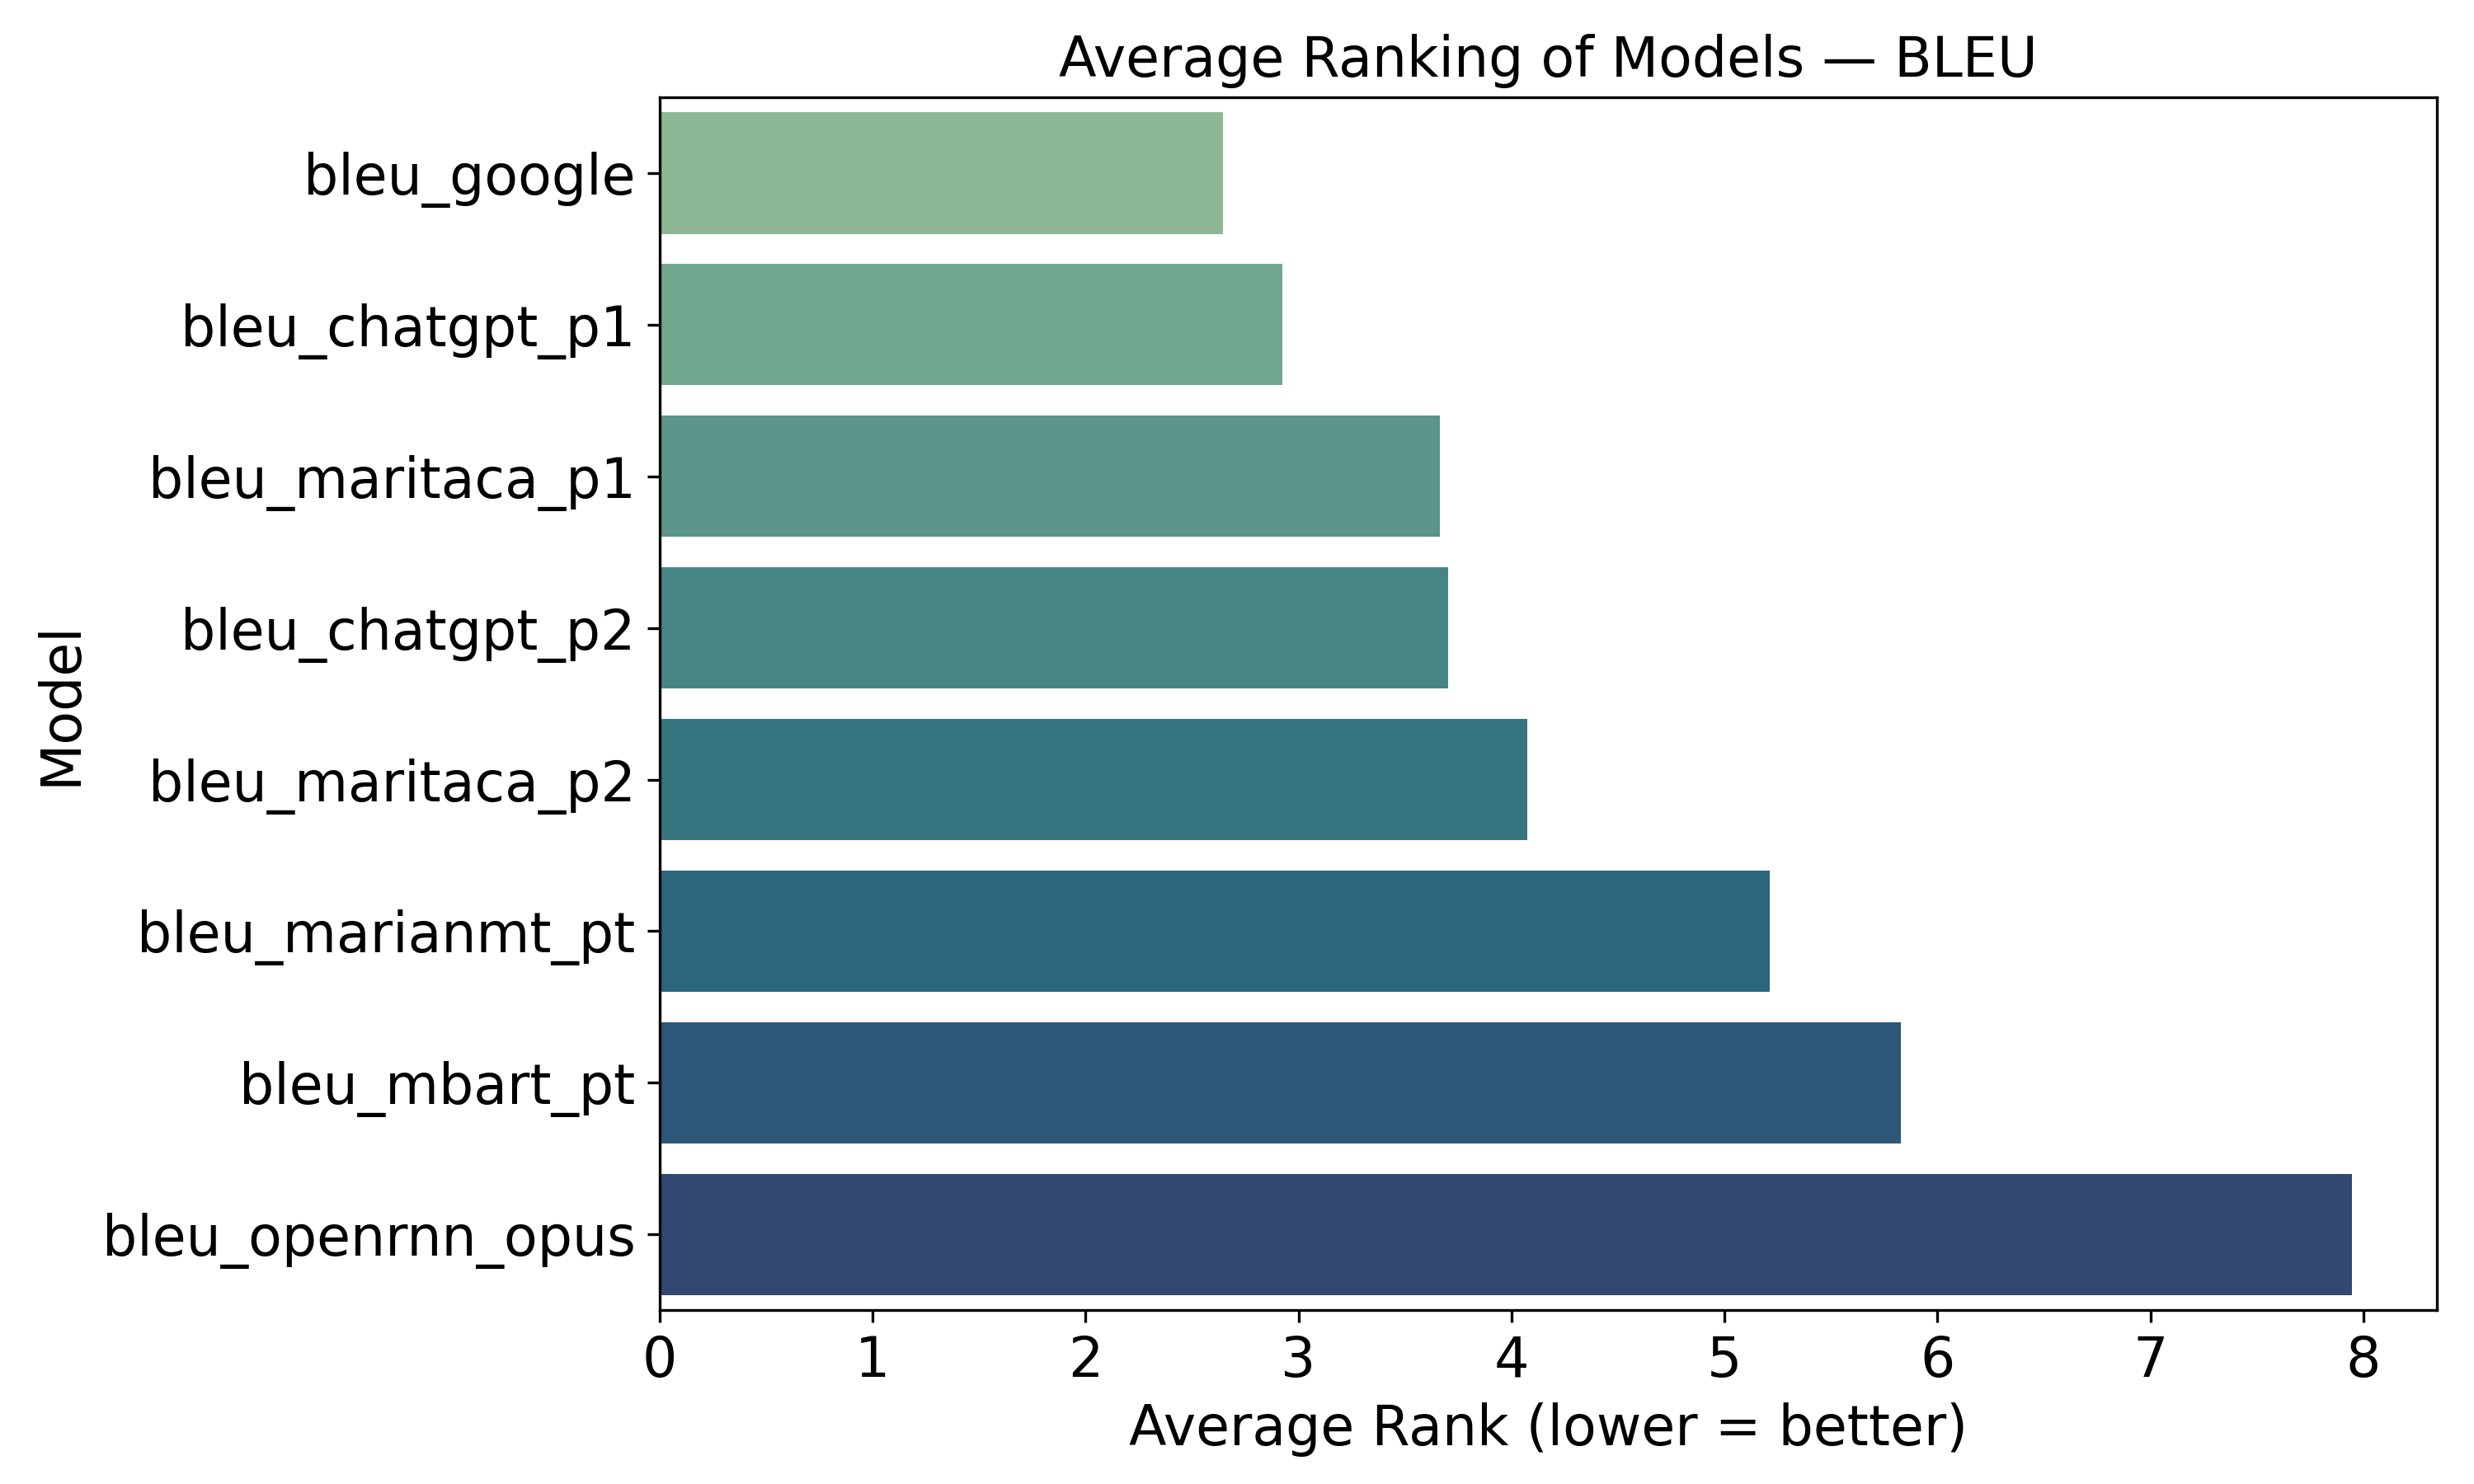 Average Ranking of Models — BLEU
Model
bleu_google
bleu_chatgpt_p1
bleu_maritaca_p1
bleu_chatgpt_p2
bleu_maritaca_p2
bleu_marianmt_pt
bleu_mbart_pt
bleu_openrnn_opus
0 1 2 3 4 5 6 7 8
Average Rank (lower = better)